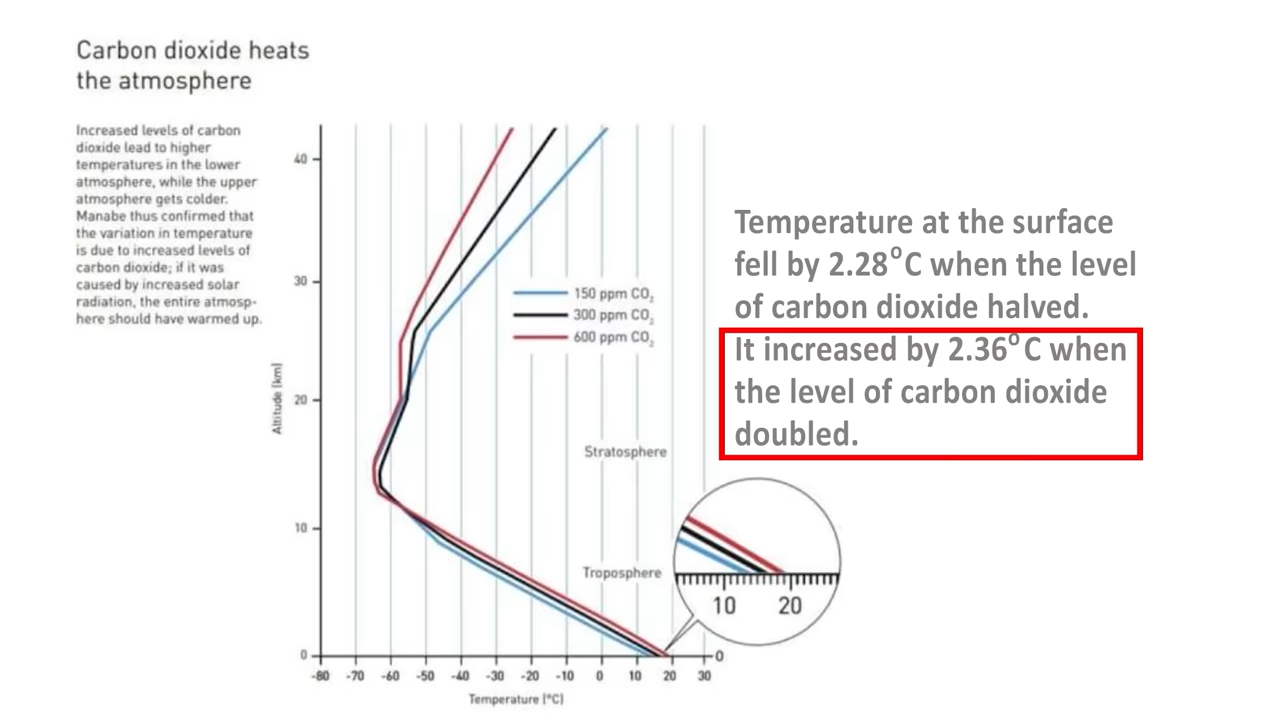 Carbon dioxide heats
the atmosphere
Increased levels of carbon
dioxide lead to higher
temperatures in the lower
atmosphere, while the upper
atmosphere gets colder.
Manabe thus confirmed that
the variation in temperature
is due to increased levels of
carbon dioxide; if it was
caused by increased solar
radiation, the entire atmosp-
here should have warmed up.
Altitude (km)
40
30
20
10
0
150 ppm CO₂
300 ppm CO₂
600 ppm CO₂
Stratosphere
Troposphere
-80 -70 -60 -50 -40 -30 -20 -10 0 10 20 30
Temperature (°C)
0
10 20
Temperature at the surface
fell by 2.28°C when the level
of carbon dioxide halved.
It increased by 2.36°C when
the level of carbon dioxide
doubled.